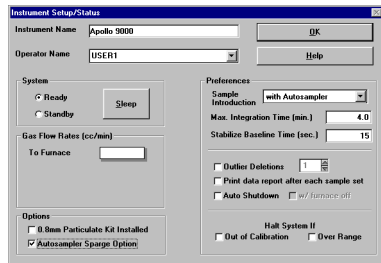 Instrument Setup/Status
Instrument Name Apollo 9000 OK
Operator Name USER1 Help
System
Ready
Standby
Sleep
Gas Flow Rates (cc/min)
To Furnace
Options
0.8mm Particulate Kit Installed
Autosampler Sparge Option
Preferences
Sample Introduction with Autosampler
Max. Integration Time (min.) 4.0
Stabilize Baseline Time (sec.) 15
Outlier Deletions 1
Print data report after each sample set
Auto Shutdown w/ furnace off
Halt System If
Out of Calibration Over Range